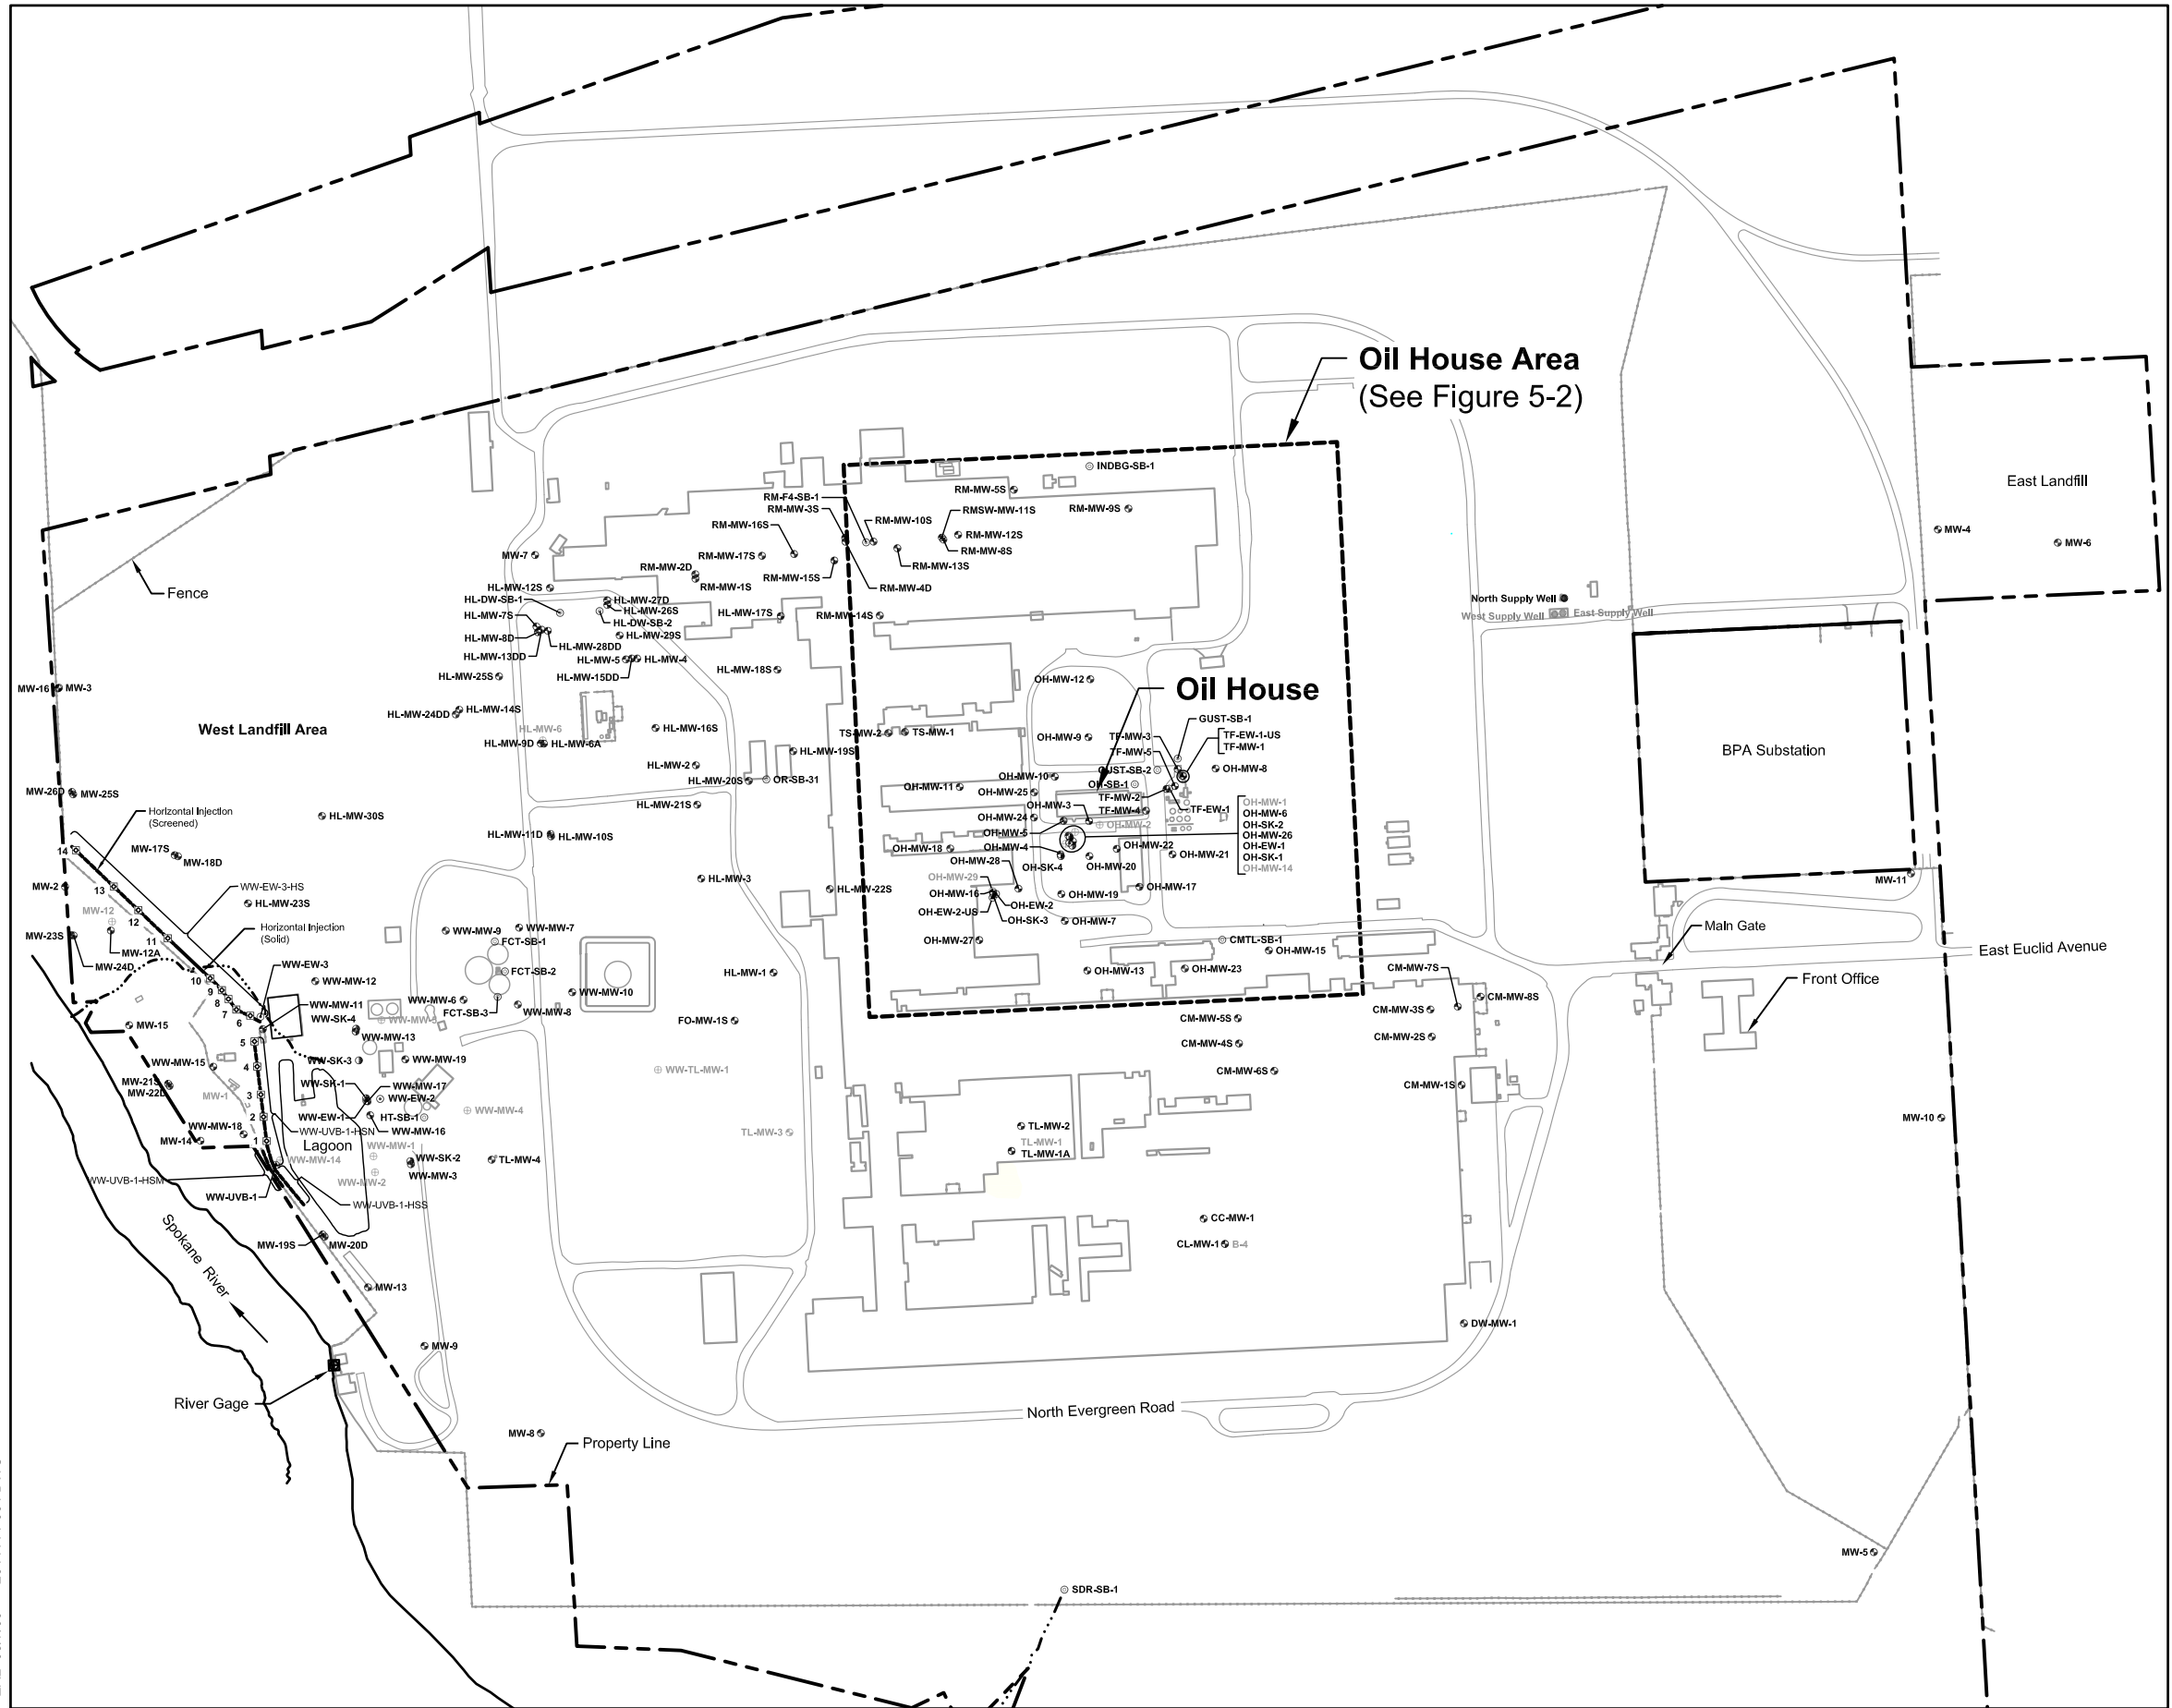 Oil House Area
(See Figure 5-2)
INDBG-SB-1
East Landfill
RM-MW-5S
RM-F4-SB-1
RM-MW-3S
RMSW-MW-11S
RM-MW-9S
RM-MW-16S
RM-MW-10S
RM-MW-12S
MW-4
MW-6
MW-7
RM-MW-17S
RM-MW-8S
RM-MW-13S
RM-MW-2D
RM-MW-15S
RM-MW-1S
RM-MW-4D
Fence
HL-MW-12S
HL-DW-SB-1
HL-MW-27D
HL-MW-26S
North Supply Well
HL-MW-7S
HL-DW-SB-2
HL-MW-17S
RM-MW-14S
West Supply Well
East Supply Well
HL-MW-8D
HL-MW-29S
HL-MW-28DD
HL-MW-13DD
HL-MW-5
HL-MW-4
HL-MW-25S
HL-MW-15DD
HL-MW-18S
OH-MW-12
MW-16
MW-3
Oil House
HL-MW-24DD
HL-MW-14S
GUST-SB-1
West Landfill Area
HL-MW-6
HL-MW-16S
TS-MW-2
TS-MW-1
OH-MW-9
TF-MW-3
TF-EW-1-US
TF-MW-1
HL-MW-9D
HL-MW-6A
HL-MW-19S
TF-MW-5
BPA Substation
HL-MW-2
GUST-SB-2
OH-MW-8
HL-MW-20S
OR-SB-31
OH-MW-10
OH-SB-1
OH-MW-11
MW-26D
MW-25S
OH-MW-25
TF-MW-2
HL-MW-21S
OH-MW-3
TF-MW-4
TF-EW-1
OH-MW-1
OH-MW-6
OH-SK-2
OH-MW-26
OH-EW-1
OH-SK-1
OH-MW-14
Horizontal Injection
(Screened)
HL-MW-30S
OH-MW-24
OH-MW-2
HL-MW-11D
HL-MW-10S
OH-MW-5
14
MW-17S
MW-18D
OH-MW-18
OH-MW-4
OH-MW-22
OH-MW-21
OH-MW-28
OH-SK-4
OH-MW-20
HL-MW-3
OH-MW-29
MW-11
MW-2
13
WW-EW-3-HS
HL-MW-22S
OH-MW-16
OH-MW-19
OH-MW-17
HL-MW-23S
OH-EW-2
MW-12
12
OH-EW-2-US
OH-SK-3
OH-MW-7
Horizontal Injection
(Solid)
Main Gate
MW-23S
11
WW-MW-9
WW-MW-7
FCT-SB-1
OH-MW-27
CMTL-SB-1
OH-MW-15
East Euclid Avenue
MW-12A
MW-24D
WW-EW-3
FCT-SB-2
HL-MW-1
OH-MW-13
OH-MW-23
CM-MW-7S
Front Office
10
WW-MW-12
9
8
WW-MW-11
WW-MW-6
WW-MW-10
CM-MW-8S
7
WW-SK-4
WW-MW-5
FCT-SB-3
WW-MW-8
CM-MW-3S
6
MW-15
WW-MW-13
FO-MW-1S
CM-MW-5S
5
CM-MW-4S
CM-MW-2S
WW-MW-15
4
WW-SK-3
WW-MW-19
WW-TL-MW-1
CM-MW-6S
MW-21S
MW-22D
WW-SK-1
WW-MW-17
CM-MW-1S
MW-1
3
WW-EW-2
2
WW-EW-1
HT-SB-1
WW-MW-4
MW-10
WW-MW-18
WW-UVB-1-HSN
WW-MW-16
TL-MW-3
TL-MW-2
MW-14
1
Lagoon
WW-MW-1
TL-MW-1
TL-MW-1A
WW-MW-14
WW-SK-2
TL-MW-4
WW-UVB-1-HSM
WW-MW-2
WW-MW-3
WW-UVB-1
WW-UVB-1-HSS
Spokane River
CC-MW-1
MW-19S
MW-20D
CL-MW-1
B-4
MW-13
DW-MW-1
MW-9
River Gage
North Evergreen Road
MW-8
Property Line
MW-5
SDR-SB-1